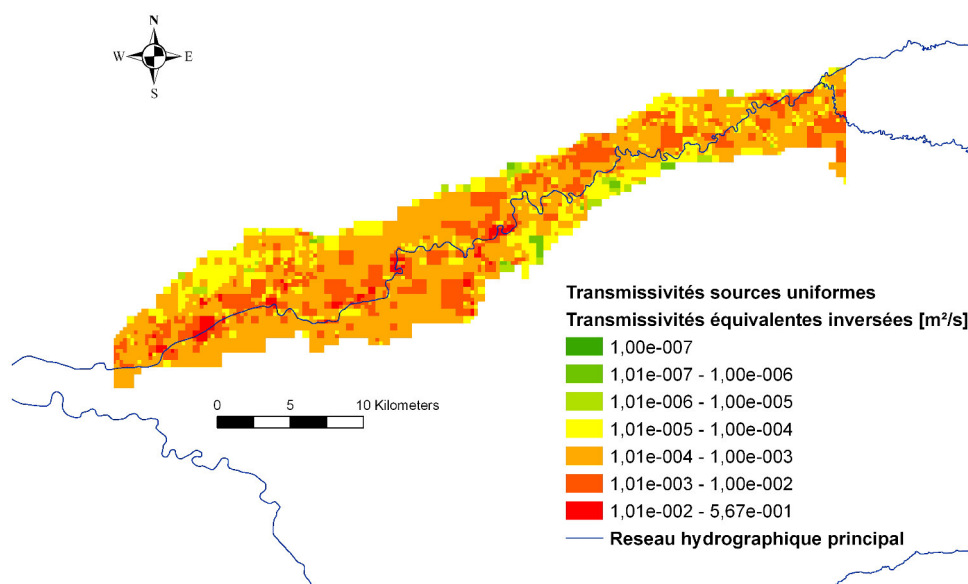 N
W E
S
Transmissivités sources uniformes
Transmissivités équivalentes inversées [m²/s]
1,00e-007
1,01e-007 - 1,00e-006
1,01e-006 - 1,00e-005
1,01e-005 - 1,00e-004
1,01e-004 - 1,00e-003
1,01e-003 - 1,00e-002
1,01e-002 - 5,67e-001
Reseau hydrographique principal
0 5 10 Kilometers